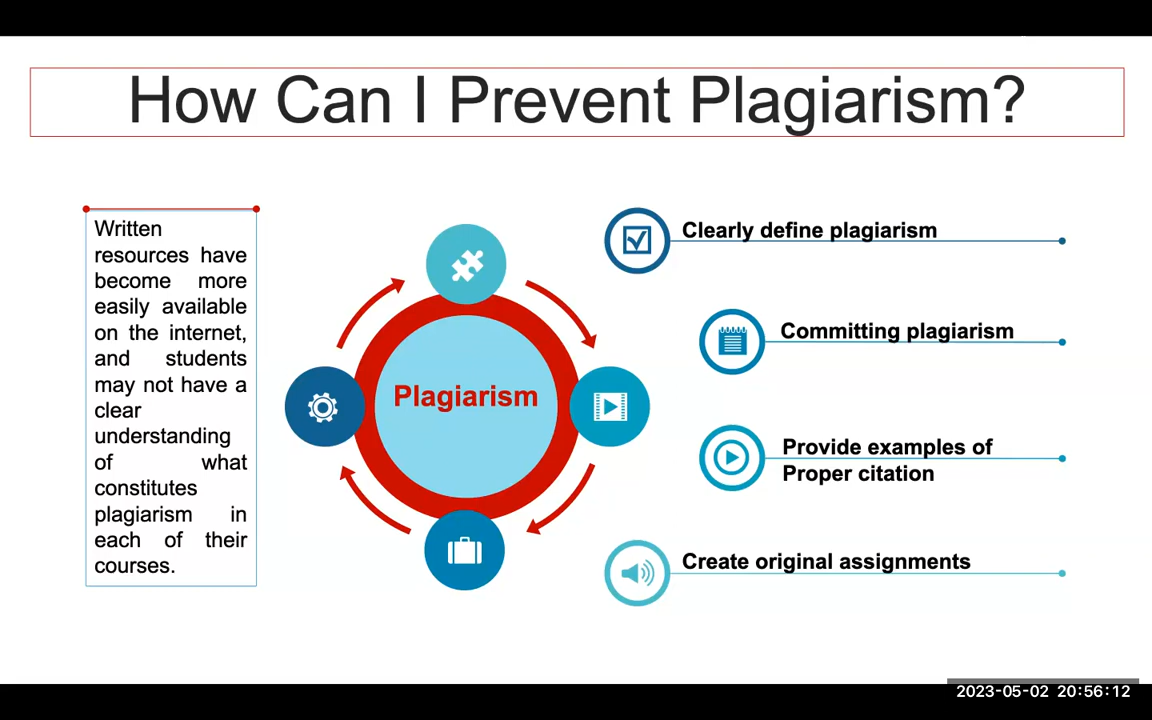 How Can I Prevent Plagiarism?
Written
resources have
become more
easily available
on the internet,
and students
may not have a
clear
understanding
of what
constitutes
plagiarism in
each of their
courses.
Plagiarism
Clearly define plagiarism
Committing plagiarism
Provide examples of
Proper citation
Create original assignments
2023-05-02 20:56:12